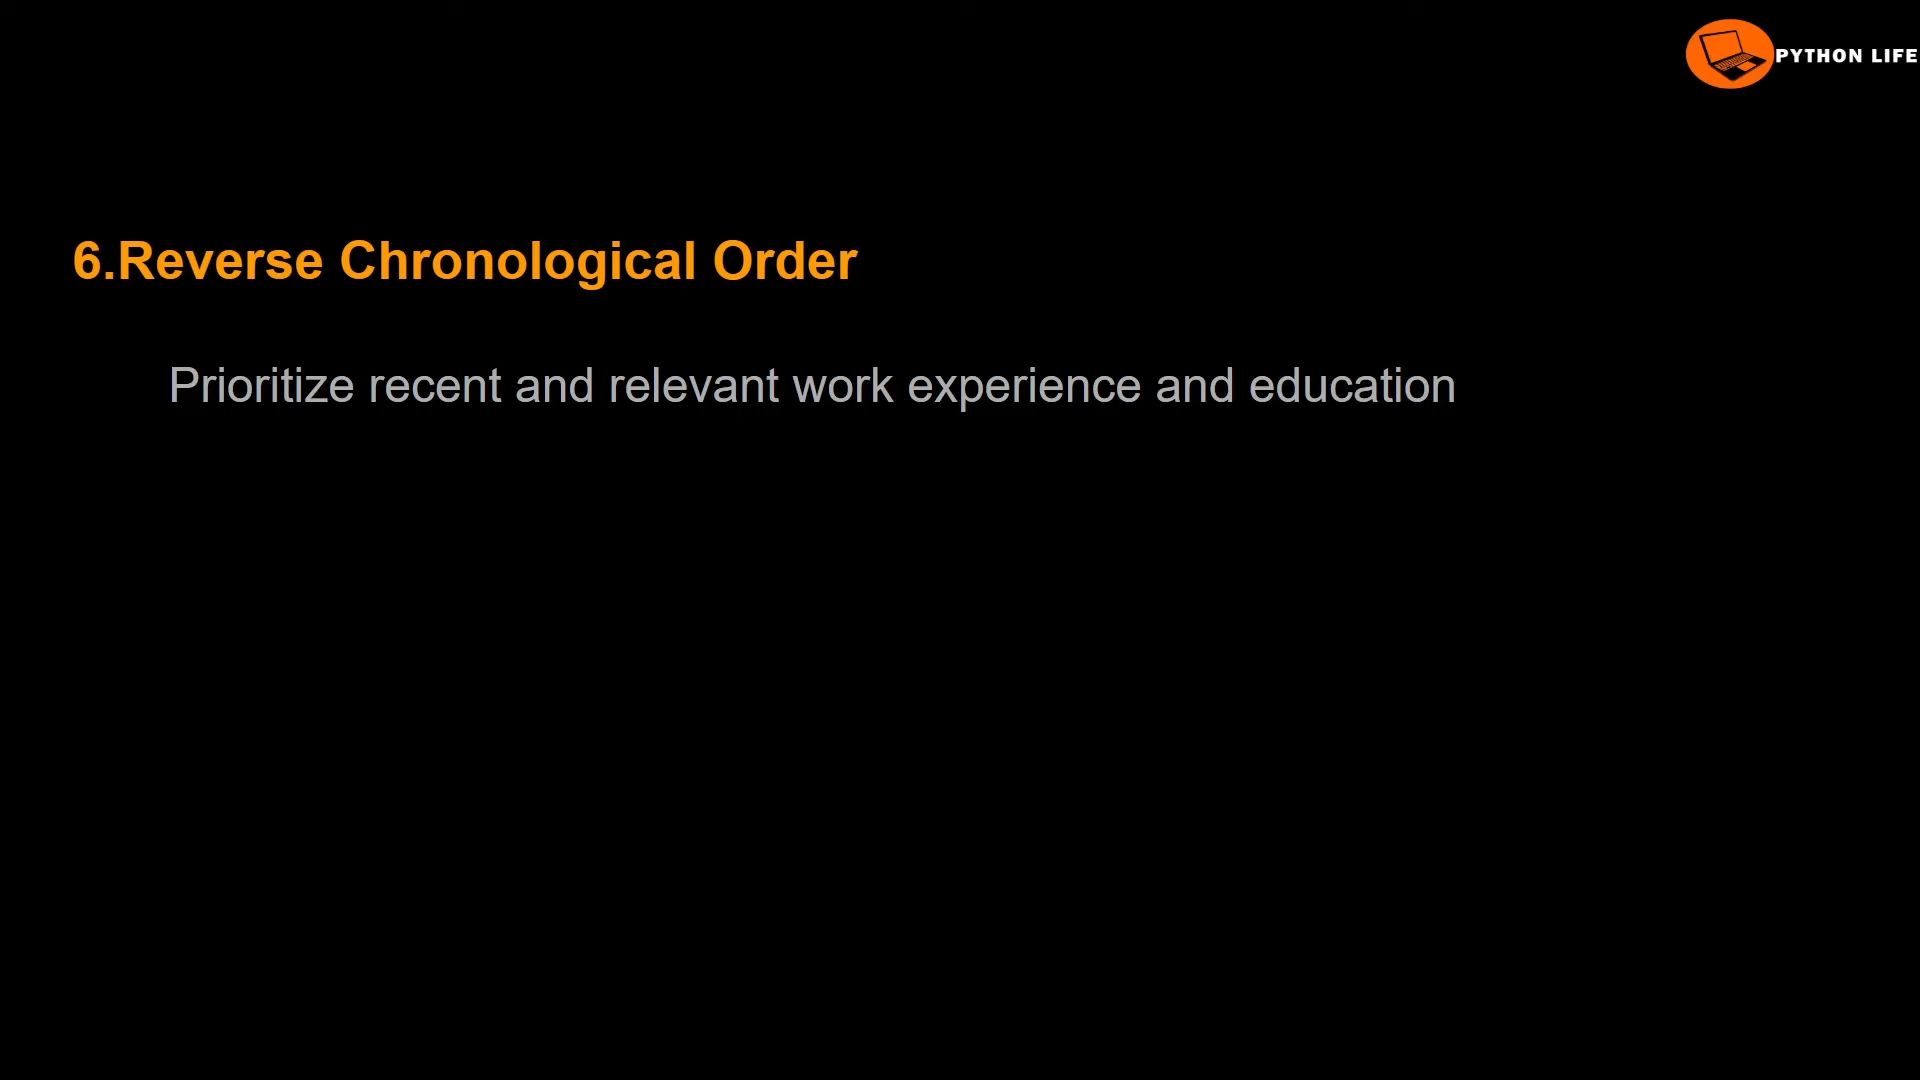 PYTHON LIFE
6.Reverse Chronological Order
Prioritize recent and relevant work experience and education